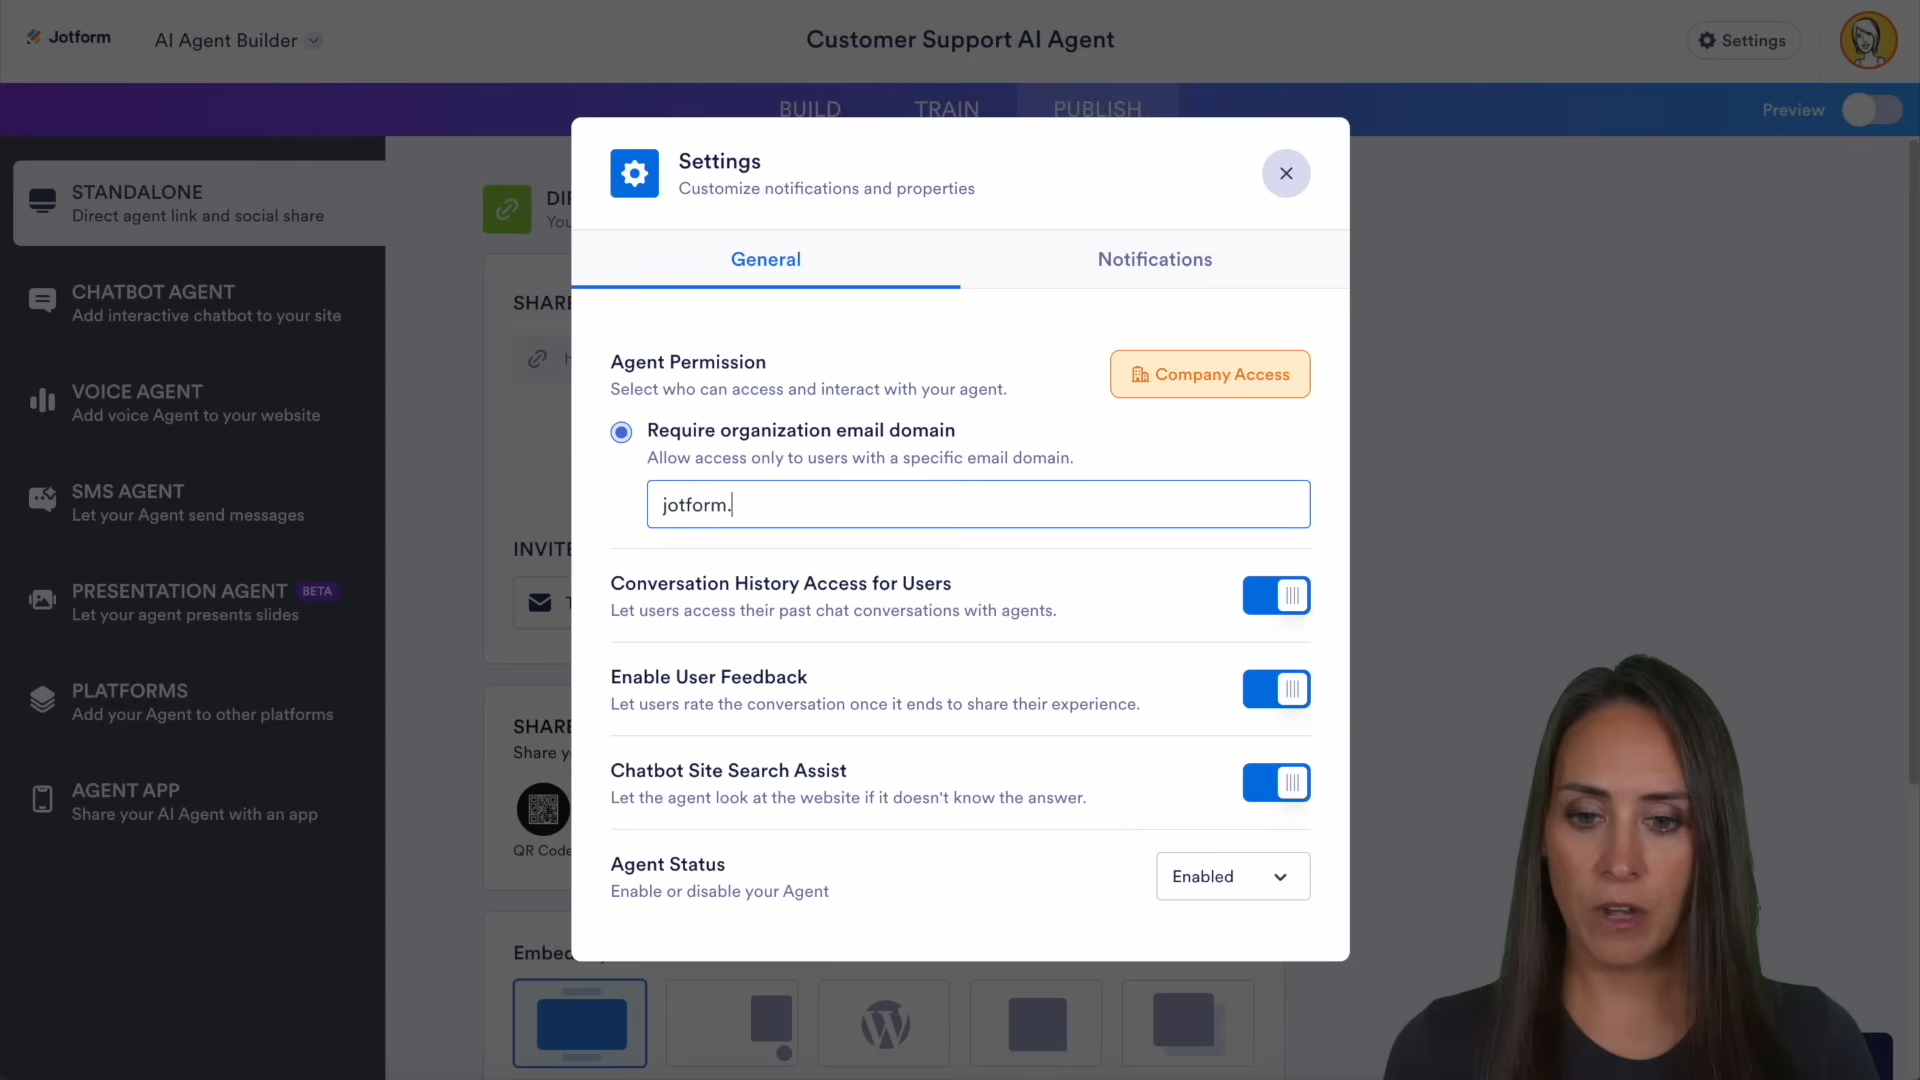 Jotform
AI Agent Builder
Customer Support AI Agent
Settings
BUILD
TRAIN
PUBLISH
Preview
STANDALONE
Direct agent link and social share
CHATBOT AGENT
Add interactive chatbot to your site
VOICE AGENT
Add voice Agent to your website
SMS AGENT
Let your Agent send messages
PRESENTATION AGENT BETA
Let your agent presents slides
PLATFORMS
Add your Agent to other platforms
AGENT APP
Share your AI Agent with an app
SHARE
INVITE
SHARE
QR Code
Settings
Customize notifications and properties
General
Notifications
Agent Permission
Select who can access and interact with your agent.
Company Access
Require organization email domain
Allow access only to users with a specific email domain.
jotform.
Conversation History Access for Users
Let users access their past chat conversations with agents.
Enable User Feedback
Let users rate the conversation once it ends to share their experience.
Chatbot Site Search Assist
Let the agent look at the website if it doesn't know the answer.
Agent Status
Enable or disable your Agent
Enabled